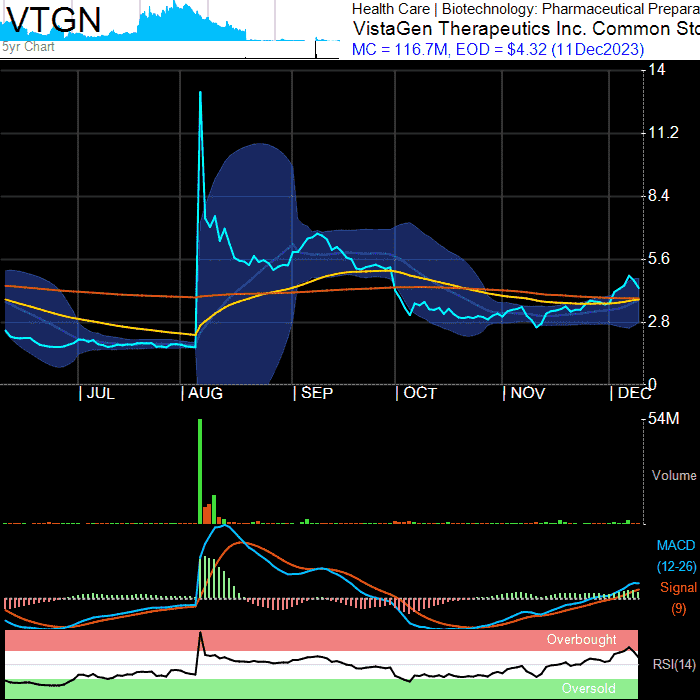 VTGN
5yr Chart
Health Care | Biotechnology: Pharmaceutical Prepara
VistaGen Therapeutics Inc. Common Sto
MC = 116.7M, EOD = $4.32 (11Dec2023)
14
11.2
8.4
5.6
2.8
0
| JUL | AUG | SEP | OCT | NOV | DEC
54M
Volume
MACD
(12-26)
Signal
(9)
Overbought
RSI(14)
Oversold